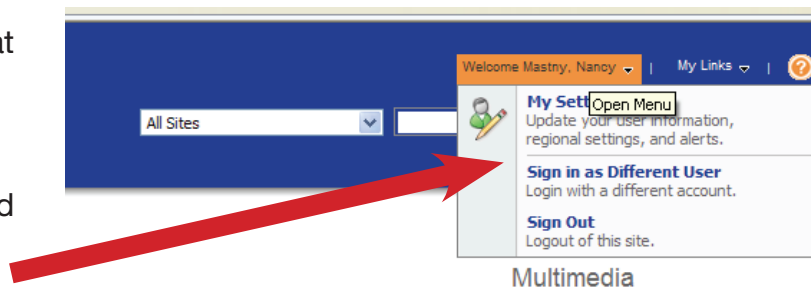 at
Welcome Mastny, Nancy | My Links |
All Sites
My Sett Open Menu
Update your user information,
regional settings, and alerts.
Sign in as Different User
Login with a different account.
d
Sign Out
Logout of this site.
Multimedia